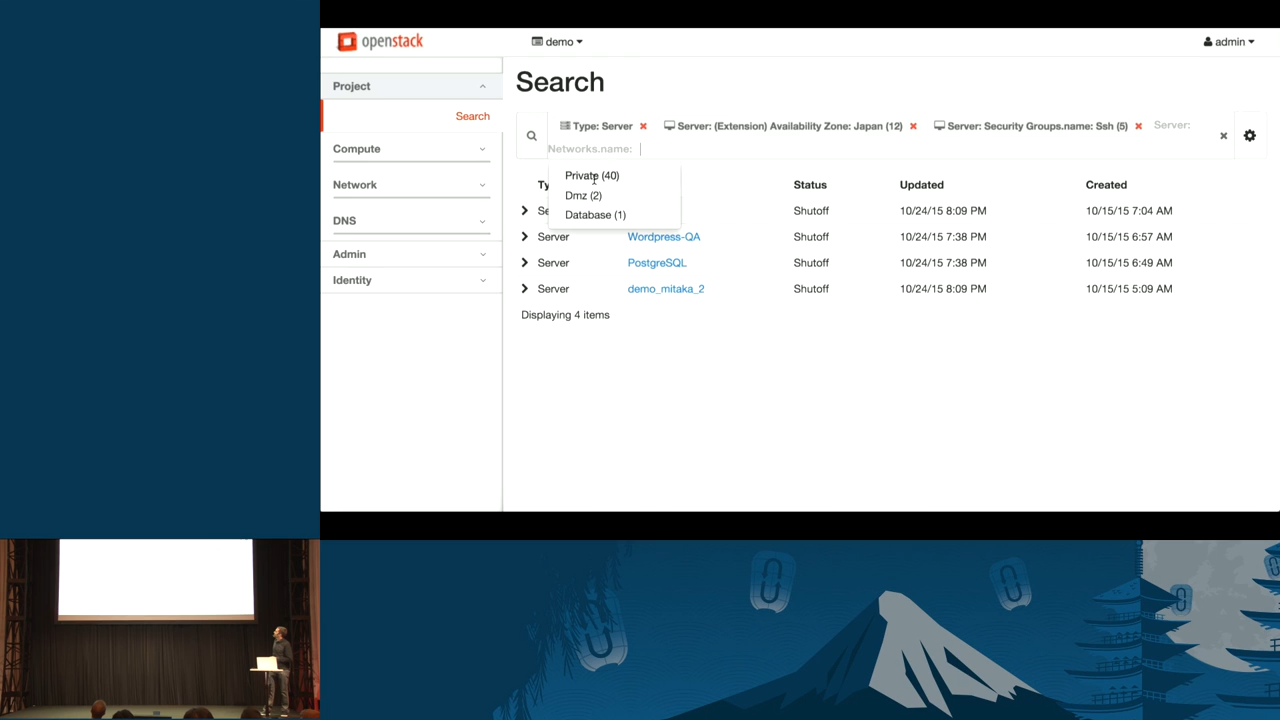 openstack
demo
admin
Project
Search
Compute
Network
DNS
Admin
Identity
Search
Type: Server
Server: (Extension) Availability Zone: Japan (12)
Server: Security Groups.name: Ssh (5)
Server:
Networks.name:
Private (40)
Dmz (2)
Database (1)
Ty Status Updated Created
Se Shutoff 10/24/15 8:09 PM 10/15/15 7:04 AM
Server Wordpress-QA Shutoff 10/24/15 7:38 PM 10/15/15 6:57 AM
Server PostgreSQL Shutoff 10/24/15 7:38 PM 10/15/15 6:49 AM
Server demo_mitaka_2 Shutoff 10/24/15 8:09 PM 10/15/15 5:09 AM
Displaying 4 items